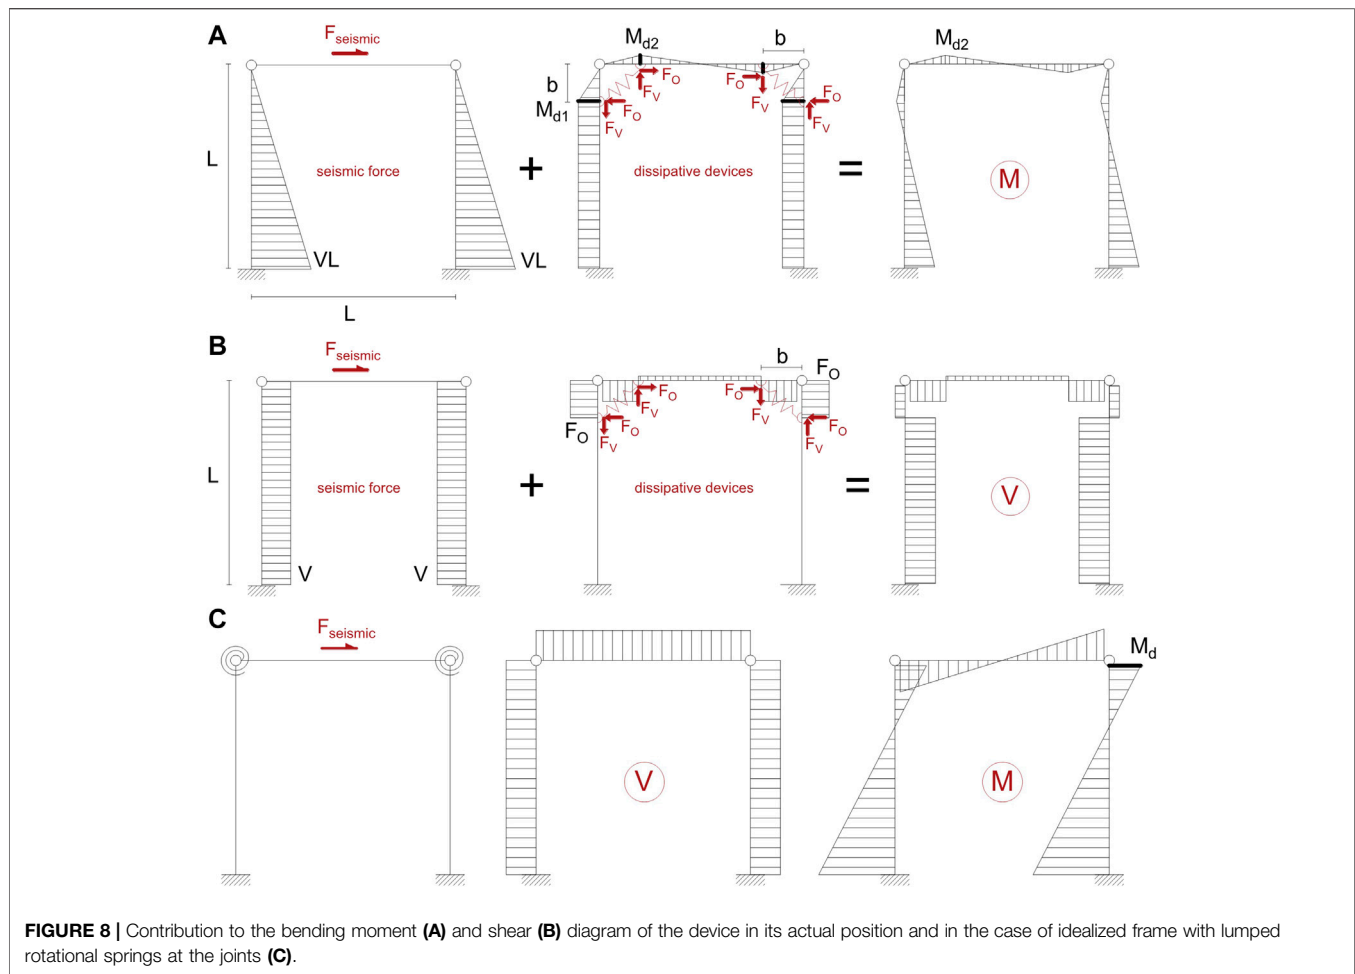 A
F_seismic
L
seismic force
VL
VL
L
+
M_d2
b
b
M_d1
F_O
F_V
F_O
F_V
F_O
F_V
F_O
F_V
dissipative devices
=
M_d2
M
B
F_seismic
L
seismic force
V
V
+
b
F_O
F_O
F_O
F_V
F_O
F_V
F_O
F_V
F_O
F_V
dissipative devices
=
V
C
F_seismic
V
M_d
M
FIGURE 8 | Contribution to the bending moment (A) and shear (B) diagram of the device in its actual position and in the case of idealized frame with lumped
rotational springs at the joints (C).